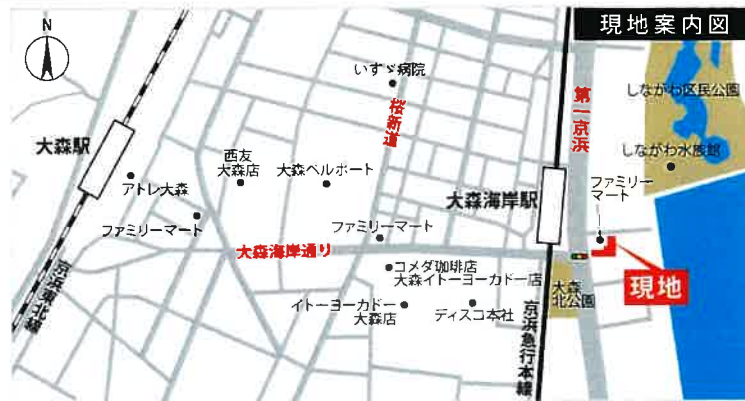 現地案内図
N
いすゞ病院
桜新道
第一京浜
しながわ区民公園
しながわ水族館
大森駅
西友
大森店
大森ベルポート
アトレ大森
大森海岸駅
ファミリー
マート
ファミリーマート
ファミリーマート
大森海岸通り
コメダ珈琲店
大森イトーヨーカドー店
現地
大森
北公園
イトーヨーカドー
大森店
ディスコ本社
京浜東北線
京浜急行本線